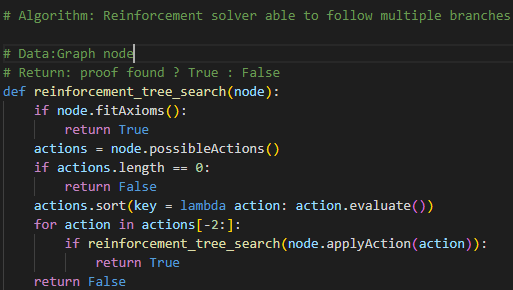 # Algorithm: Reinforcement solver able to follow multiple branches
# Data:Graph node
# Return: proof found ? True : False
def reinforcement_tree_search(node):
    if node.fitAxioms():
        return True
    actions = node.possibleActions()
    if actions.length == 0:
        return False
    actions.sort(key = lambda action: action.evaluate())
    for action in actions[-2:]:
        if reinforcement_tree_search(node.applyAction(action)):
            return True
    return False